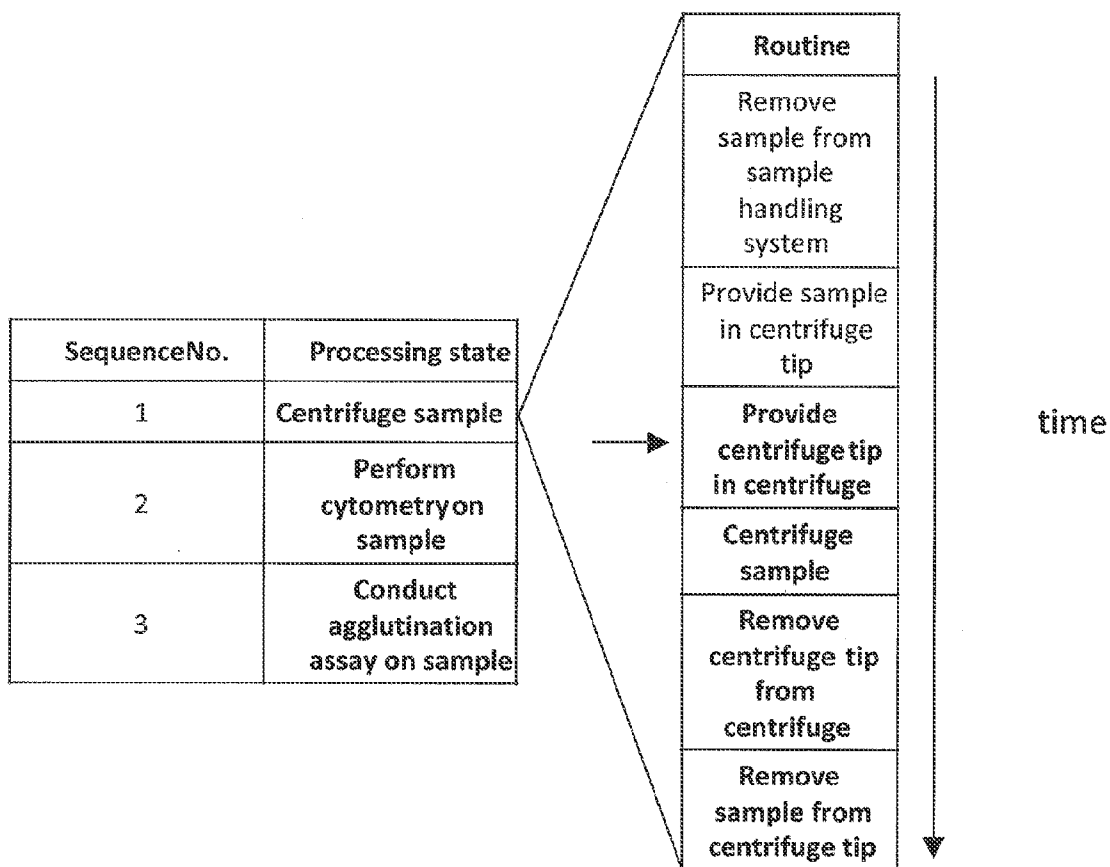 SequenceNo. Processing state
1 Centrifuge sample
2 Perform
cytometry on
sample
3 Conduct
agglutination
assay on sample
Routine
Remove
sample from
sample
handling
system
Provide sample
in centrifuge
tip
Provide
centrifuge tip
in centrifuge
Centrifuge
sample
Remove
centrifuge tip
from
centrifuge
Remove
sample from
centrifuge tip
time